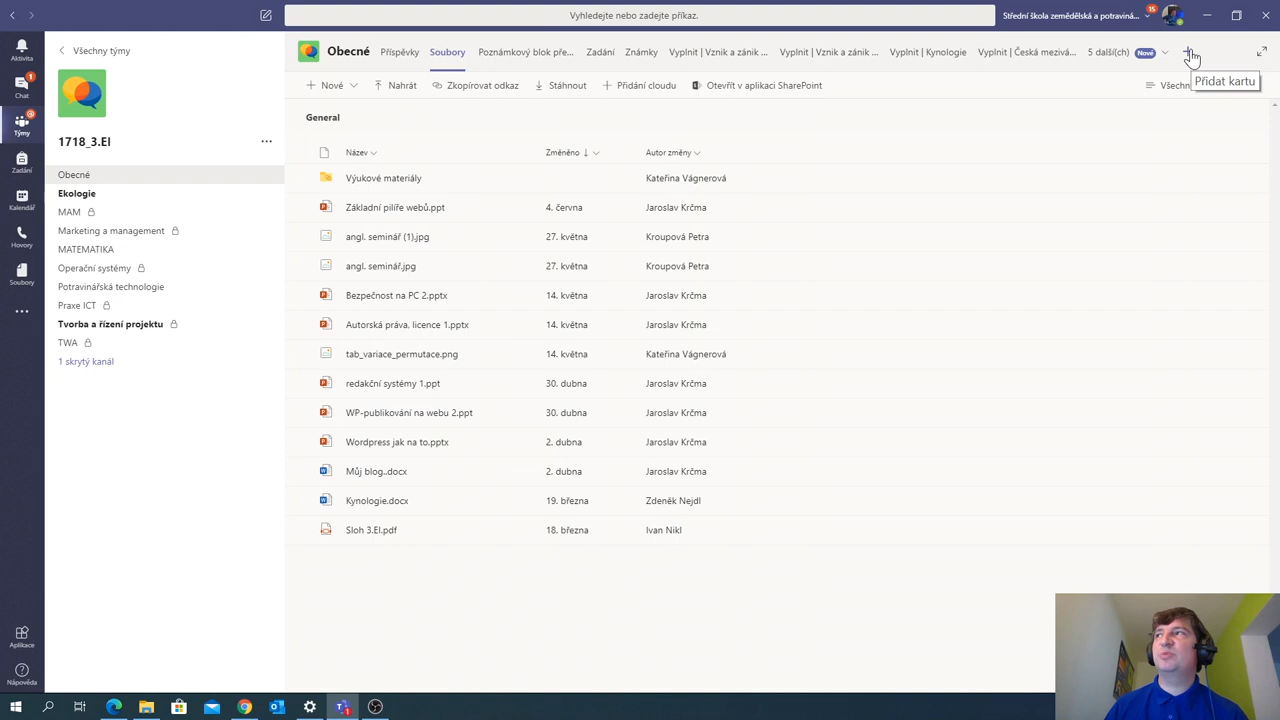 Vyhledejte nebo zadejte příkaz.
Střední škola zemědělská a potraviná...
15
Aktivita
Chat
1
Týmy
3
Zadání
Kalendář
Hovory
Soubory
Aplikace
Nápověda
Všechny týmy
1718_3.EI
Obecné
Ekologie
MAM
Marketing a management
MATEMATIKA
Operační systémy
Potravinářská technologie
Praxe ICT
Tvorba a řízení projektu
TWA
1 skrytý kanál
Obecné Příspěvky Soubory Poznámkový blok pře... Zadání Známky Vyplnit | Vznik a zánik ... Vyplnit | Vznik a zánik ... Vyplnit | Kynologie Vyplnit | Česká mezivá... 5 další(ch) Nové
Přidat kartu
Nové Nahrát Zkopírovat odkaz Stáhnout Přidání cloudu Otevřít v aplikaci SharePoint
General
Název Změněno Autor změny
Výukové materiály Kateřina Vágnerová
Základní pilíře webů.ppt 4. června Jaroslav Krčma
angl. seminář (1).jpg 27. května Kroupová Petra
angl. seminář.jpg 27. května Kroupová Petra
Bezpečnost na PC 2.pptx 14. května Jaroslav Krčma
Autorská práva, licence 1.pptx 14. května Jaroslav Krčma
tab_variace_permutace.png 14. května Kateřina Vágnerová
redakční systémy 1.ppt 30. dubna Jaroslav Krčma
WP-publikování na webu 2.ppt 30. dubna Jaroslav Krčma
Wordpress jak na to.pptx 2. dubna Jaroslav Krčma
Můj blog..docx 2. dubna Jaroslav Krčma
Kynologie.docx 19. března Zdeněk Nejdl
Sloh 3.EI.pdf 18. března Ivan Nikl